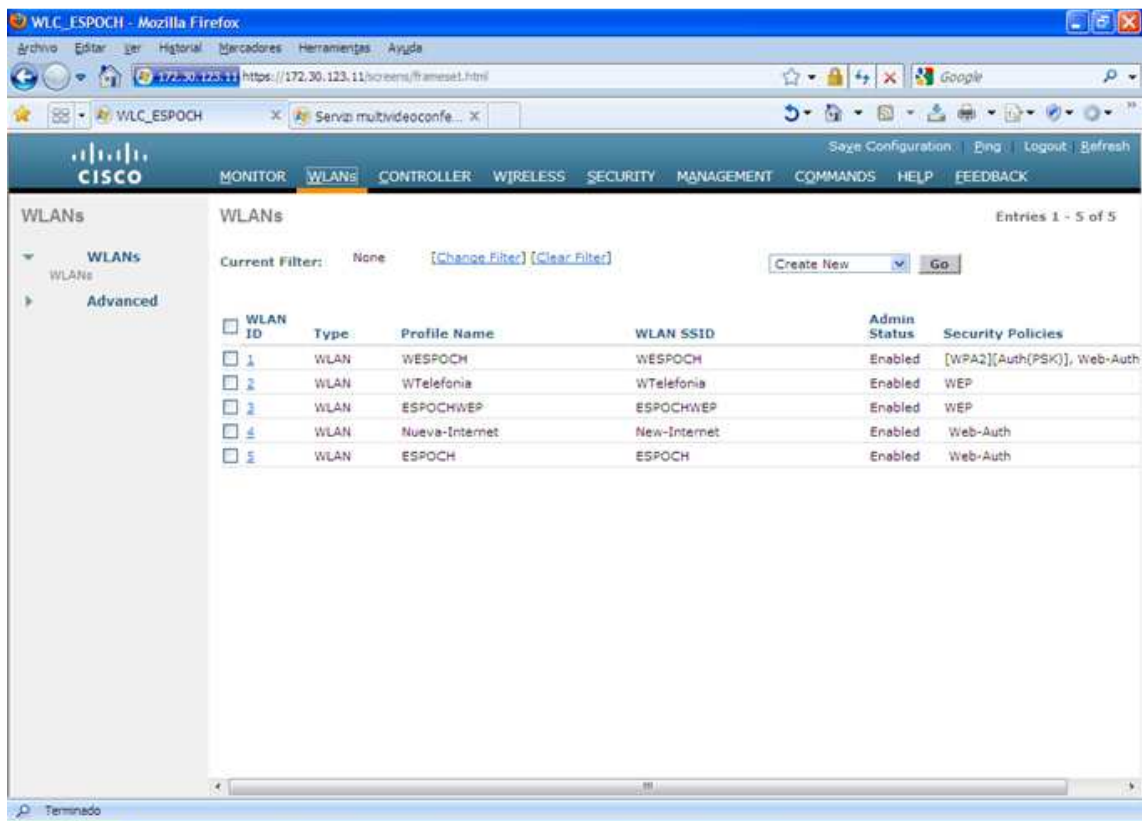 WLC_ESPOCH - Mozilla Firefox
Archivo Editar Ver Historial Marcadores Herramientas Ayuda
172.30.123.11 https://172.30.123.11/screens/frameset.html Google
WLC_ESPOCH Servizi multivideoconfe...
Save Configuration Ping Logout Refresh
CISCO MONITOR WLANs CONTROLLER WIRELESS SECURITY MANAGEMENT COMMANDS HELP FEEDBACK
WLANs
WLANs
WLANs
Advanced
WLANs Entries 1 - 5 of 5
Current Filter: None [Change Filter] [Clear Filter] Create New Go
WLAN ID Type Profile Name WLAN SSID Admin Status Security Policies
1 WLAN WESPOCH WESPOCH Enabled [WPA2][Auth(PSK)], Web-Auth
2 WLAN WTelefonia WTelefonia Enabled WEP
3 WLAN ESPOCHWEP ESPOCHWEP Enabled WEP
4 WLAN Nueva-Internet New-Internet Enabled Web-Auth
5 WLAN ESPOCH ESPOCH Enabled Web-Auth
Terminado